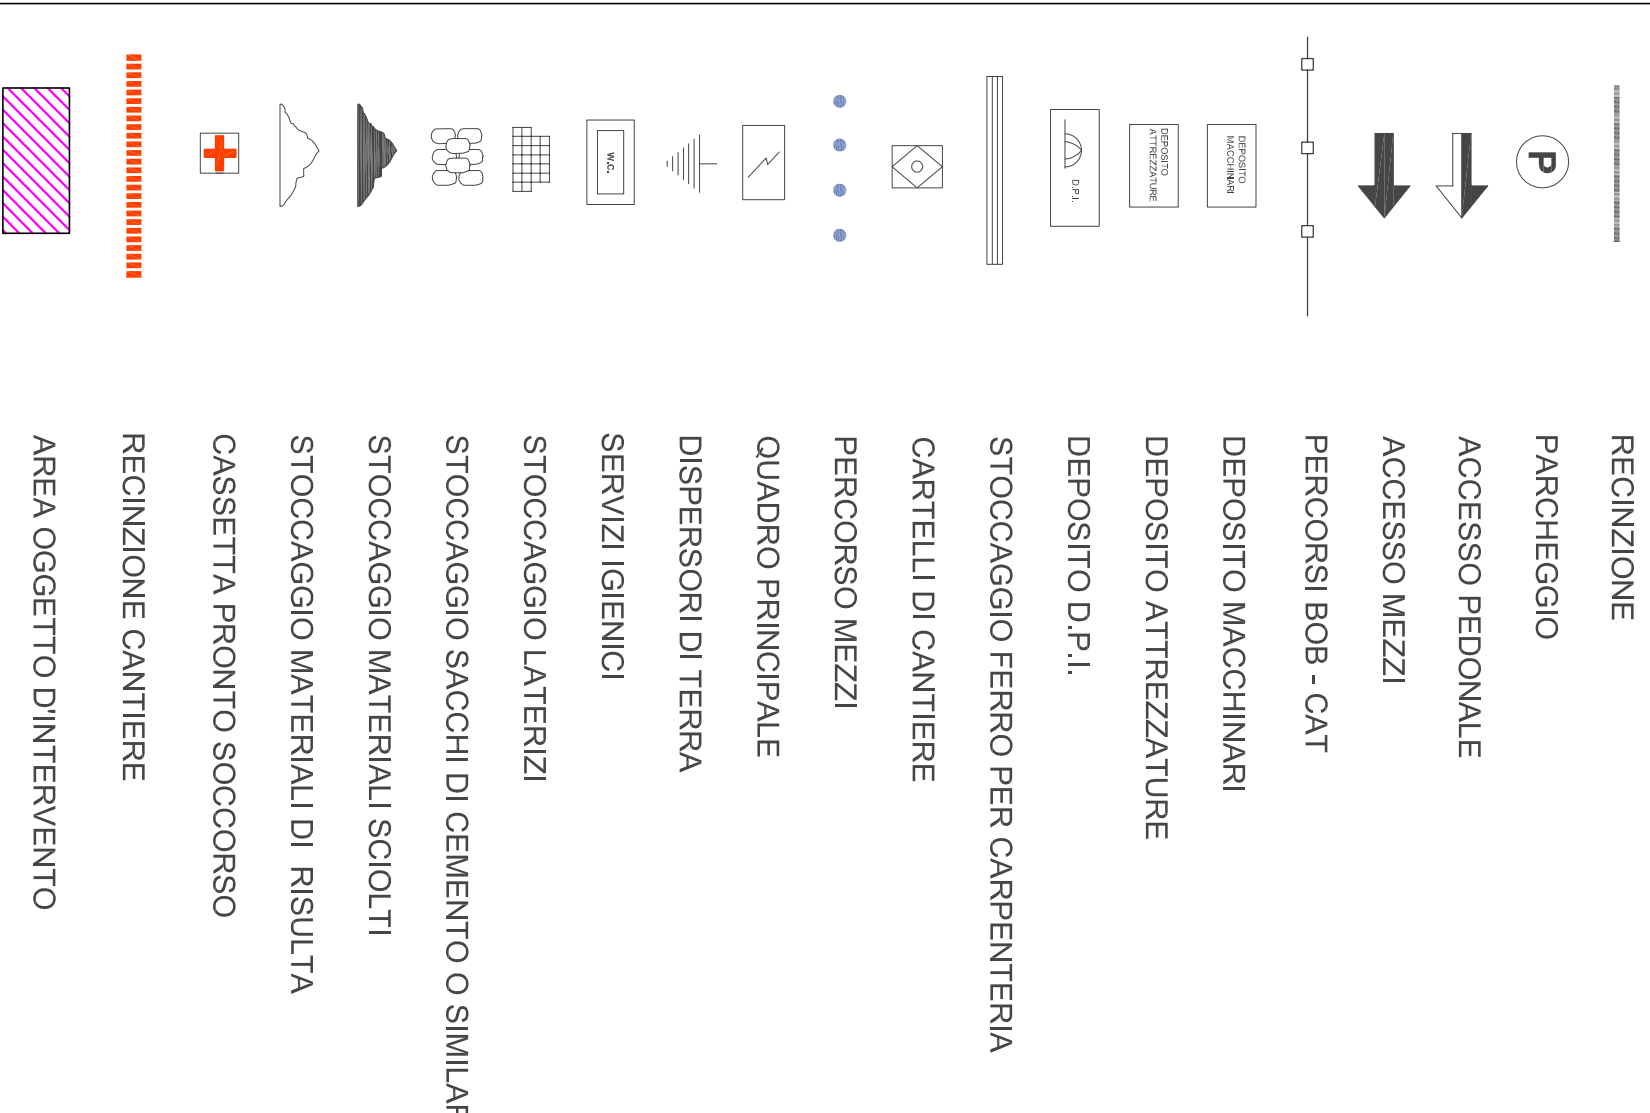 RECINZIONE
P
PARCHEGGIO
ACCESSO PEDONALE
ACCESSO MEZZI
PERCORSI BOB - CAT
DEPOSITO
MACCHINARI
DEPOSITO MACCHINARI
DEPOSITO
ATTREZZATURE
DEPOSITO ATTREZZATURE
D.P.I.
DEPOSITO D.P.I.
STOCCAGGIO FERRO PER CARPENTERIA
CARTELLI DI CANTIERE
PERCORSO MEZZI
QUADRO PRINCIPALE
DISPERSORI DI TERRA
w.c.
SERVIZI IGIENICI
STOCCAGGIO LATERIZI
STOCCAGGIO SACCHI DI CEMENTO O
STOCCAGGIO MATERIALI SCIOLTI
STOCCAGGIO MATERIALI DI RISULTA
CASSETTA PRONTO SOCCORSO
RECINZIONE CANTIERE
AREA OGGETTO D'INTERVENTO